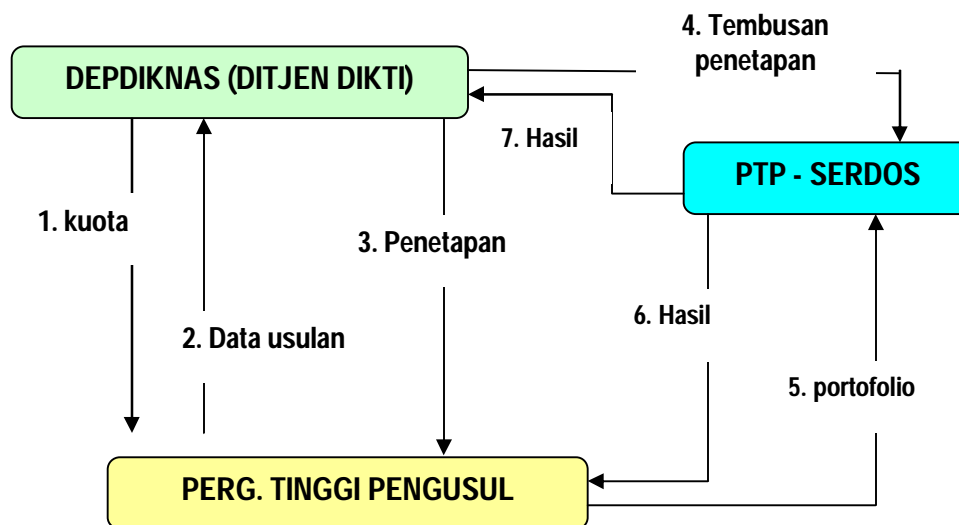 4. Tembusan
penetapan
DEPDIKNAS (DITJEN DIKTI)
7. Hasil
PTP - SERDOS
1. kuota
3. Penetapan
6. Hasil
2. Data usulan
5. portofolio
PERG. TINGGI PENGUSUL